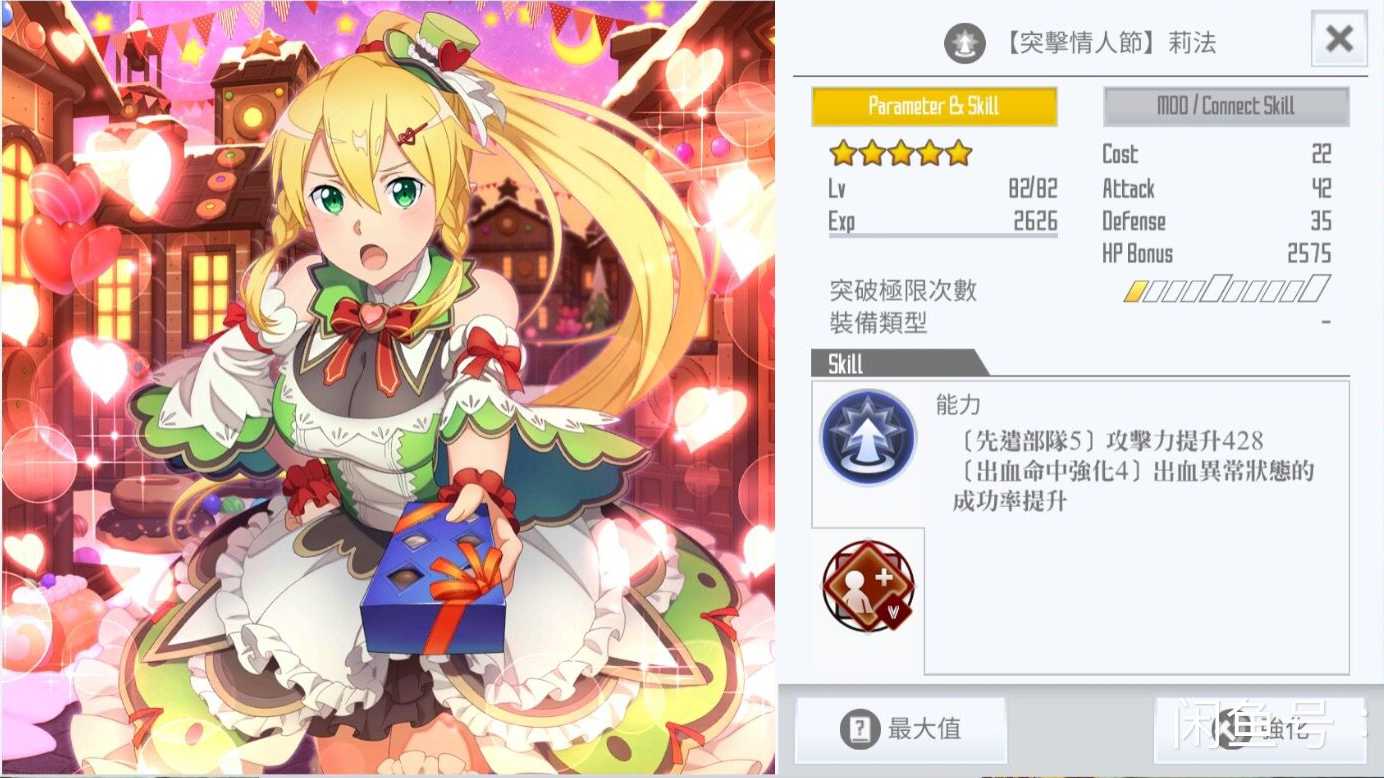 【突擊情人節】莉法
Parameter & Skill
MOD / Connect Skill
Lv 82/82
Exp 2626
Cost 22
Attack 42
Defense 35
HP Bonus 2575
突破極限次數
裝備類型 -
Skill
能力
〔先遣部隊5〕攻擊力提升428
〔出血命中強化4〕出血異常狀態的
成功率提升
V
最大值
強化
闲鱼号：